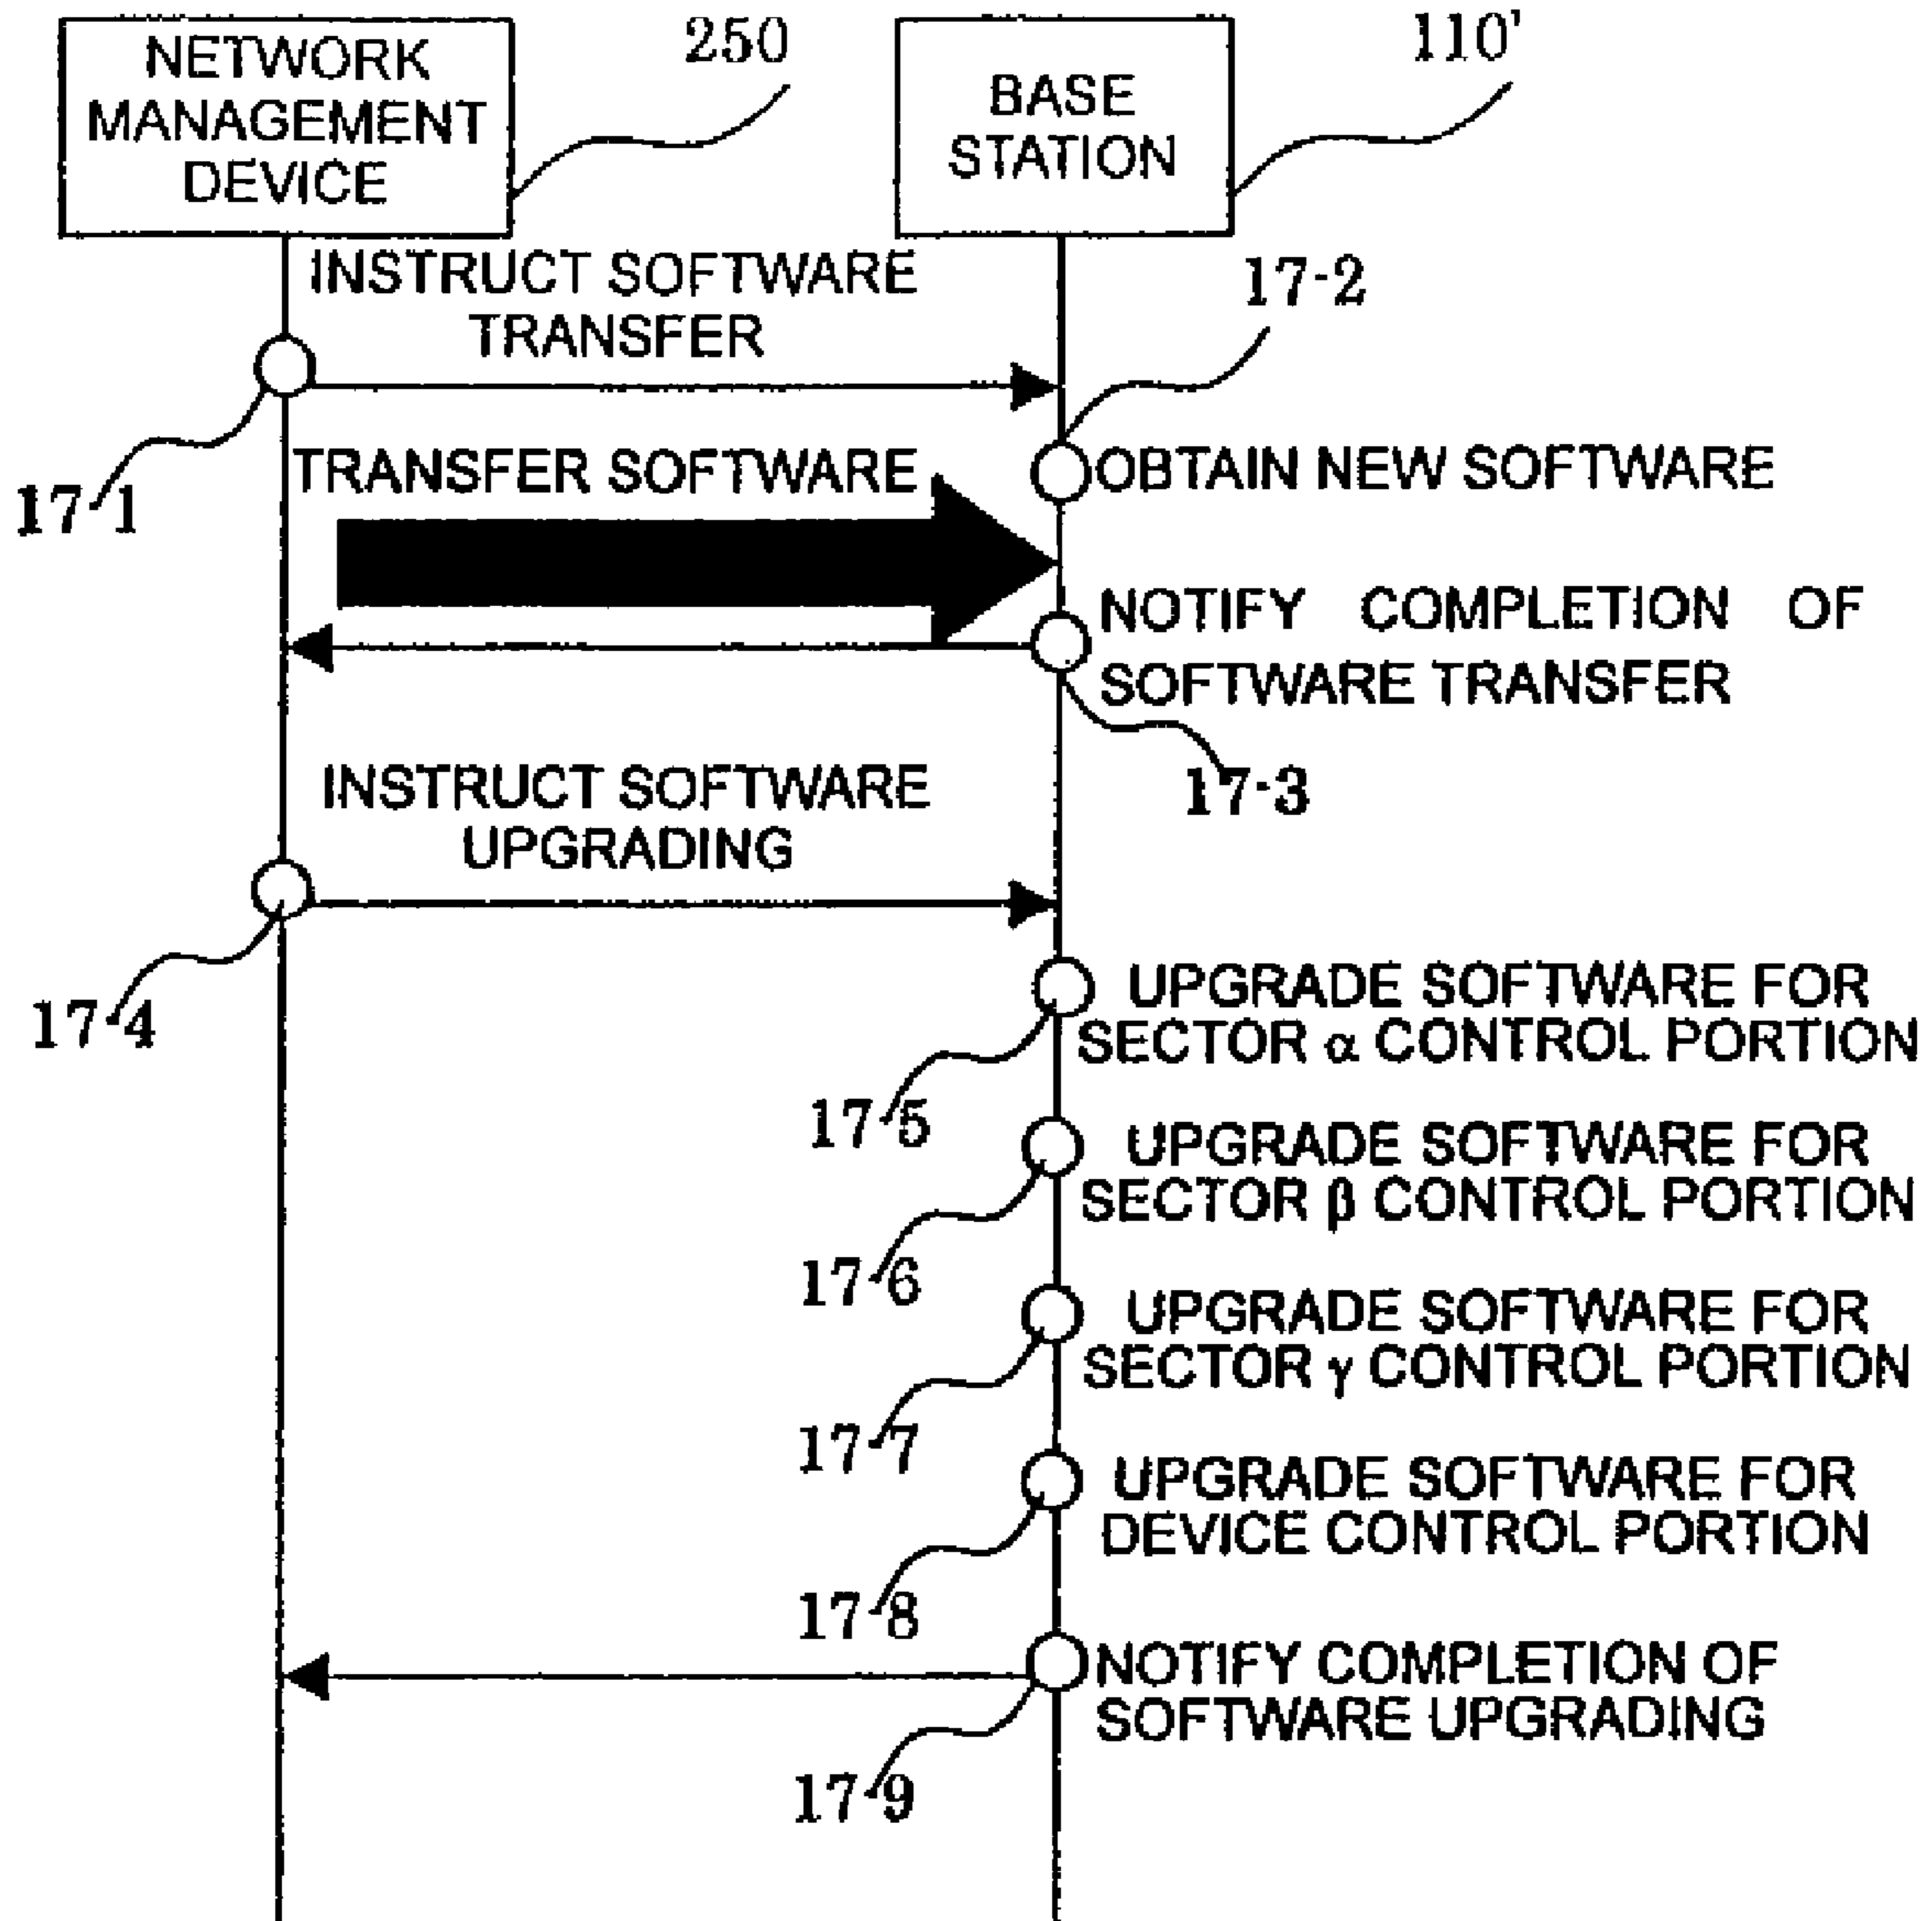 NETWORK
MANAGEMENT
DEVICE
250
BASE
STATION
110'
INSTRUCT SOFTWARE
TRANSFER
17-1
17-2
TRANSFER SOFTWARE
OBTAIN NEW SOFTWARE
NOTIFY COMPLETION OF
SOFTWARE TRANSFER
17-3
INSTRUCT SOFTWARE
UPGRADING
17-4
UPGRADE SOFTWARE FOR
SECTOR α CONTROL PORTION
17-5
UPGRADE SOFTWARE FOR
SECTOR β CONTROL PORTION
17-6
UPGRADE SOFTWARE FOR
SECTOR γ CONTROL PORTION
17-7
UPGRADE SOFTWARE FOR
DEVICE CONTROL PORTION
17-8
NOTIFY COMPLETION OF
SOFTWARE UPGRADING
17-9